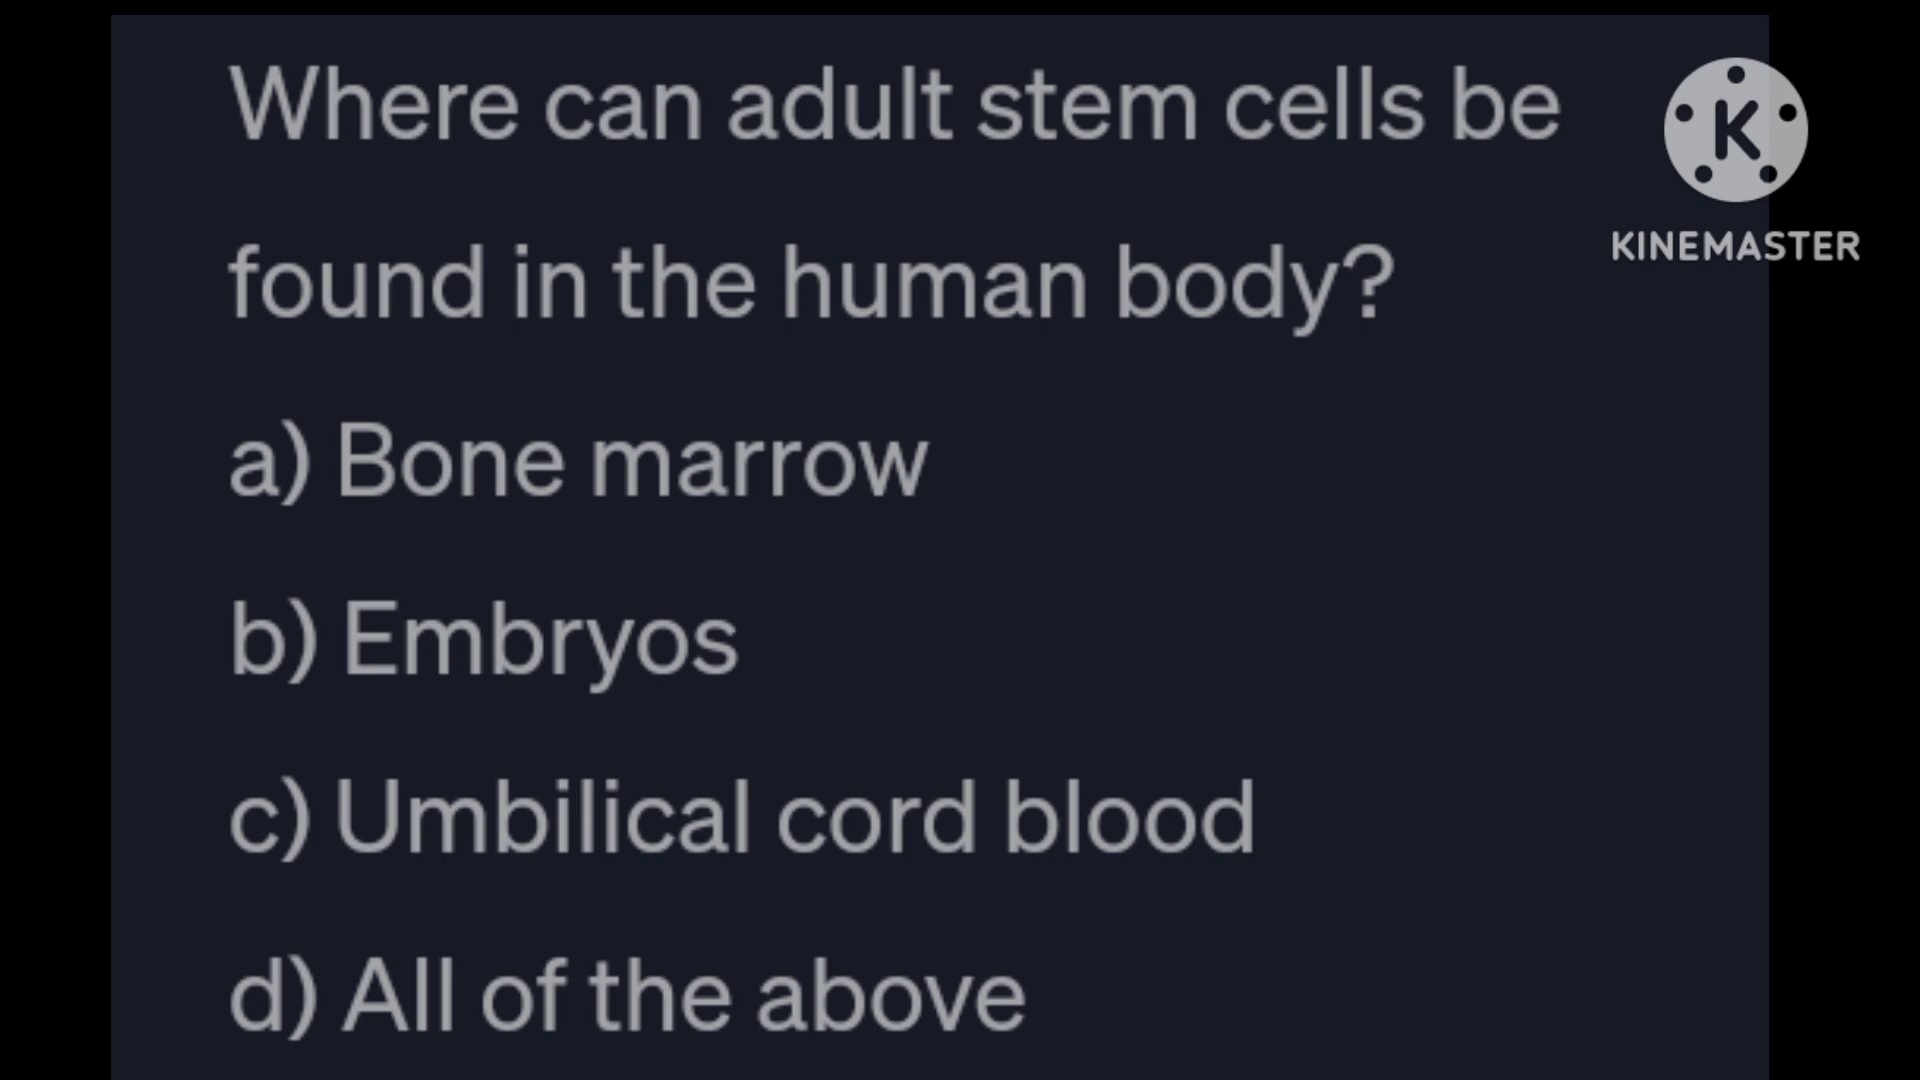 Where can adult stem cells be
found in the human body?
a) Bone marrow
b) Embryos
c) Umbilical cord blood
d) All of the above
K
KINEMASTER